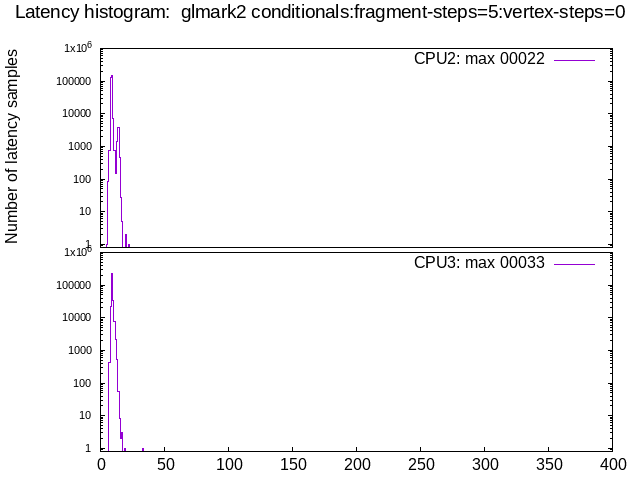 Latency histogram:  glmark2 conditionals:fragment-steps=5:vertex-steps=0
Number of latency samples
1x10^6
100000
10000
1000
100
10
1
CPU2: max 00022
1x10^6
100000
10000
1000
100
10
1
CPU3: max 00033
0 50 100 150 200 250 300 350 400